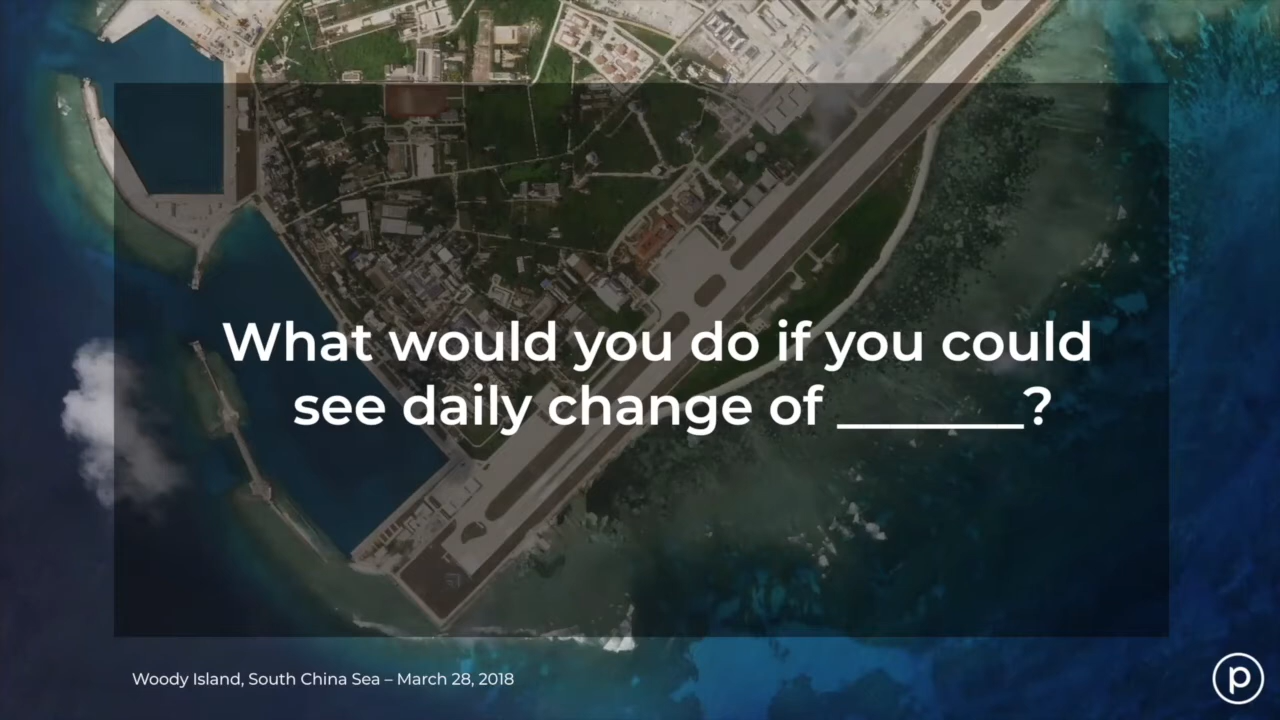 What would you do if you could
see daily change of ________?
Woody Island, South China Sea – March 28, 2018
p